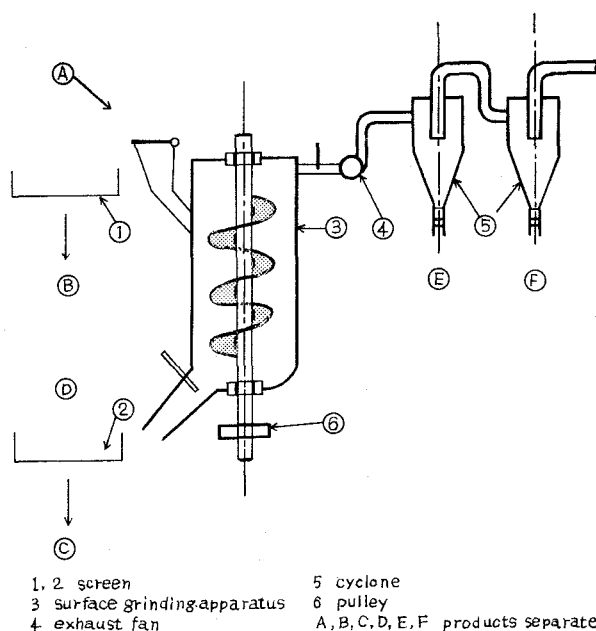 Ⓐ
④
①
③
⑤
Ⓑ
Ⓔ
Ⓕ
Ⓓ
②
⑥
Ⓒ
1, 2 screen
5 cyclone
3 surface grinding.apparatus
6 pulley
4 exhaust fan
A,B,C,D,E,F products separate